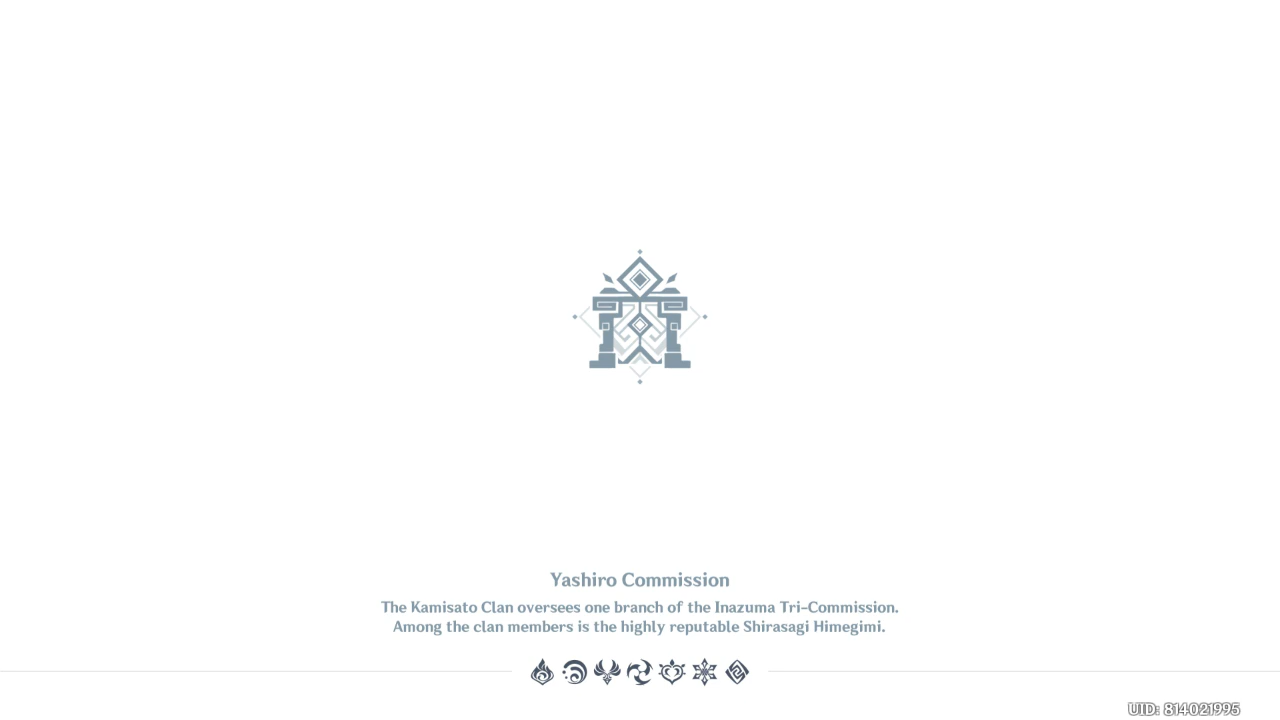 Yashiro Commission
The Kamisato Clan oversees one branch of the Inazuma Tri-Commission.
Among the clan members is the highly reputable Shirasagi Himegimi.
UID: 814021995